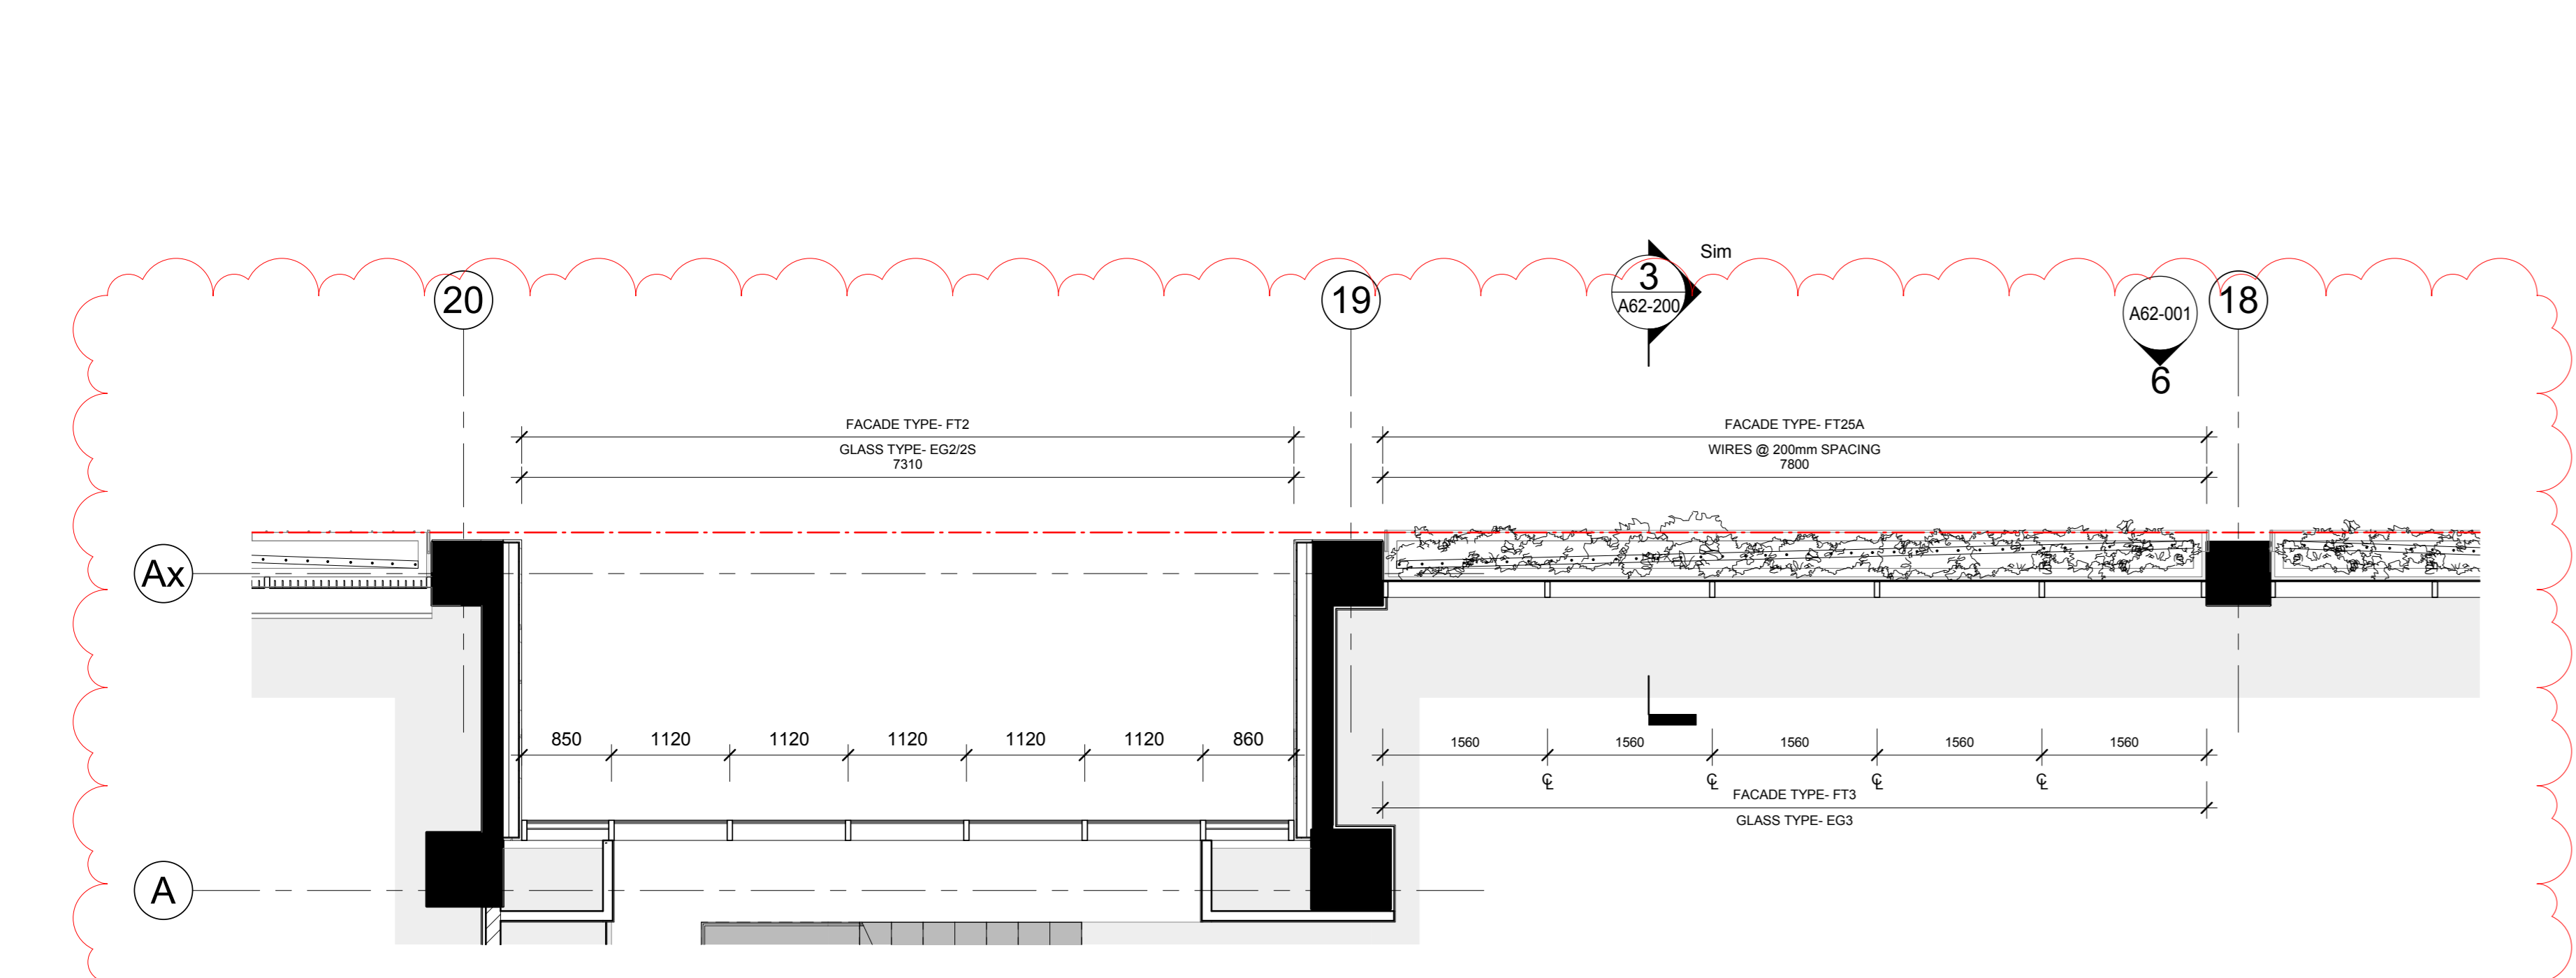 Sim
20
19
3
A62-200
A62-001
18
6
FACADE TYPE- FT2
GLASS TYPE- EG2/2S
7310
FACADE TYPE- FT25A
WIRES @ 200mm SPACING
7800
Ax
850 1120 1120 1120 1120 1120 860
1560 1560 1560 1560 1560
℄ ℄ ℄ ℄
FACADE TYPE- FT3
GLASS TYPE- EG3
A